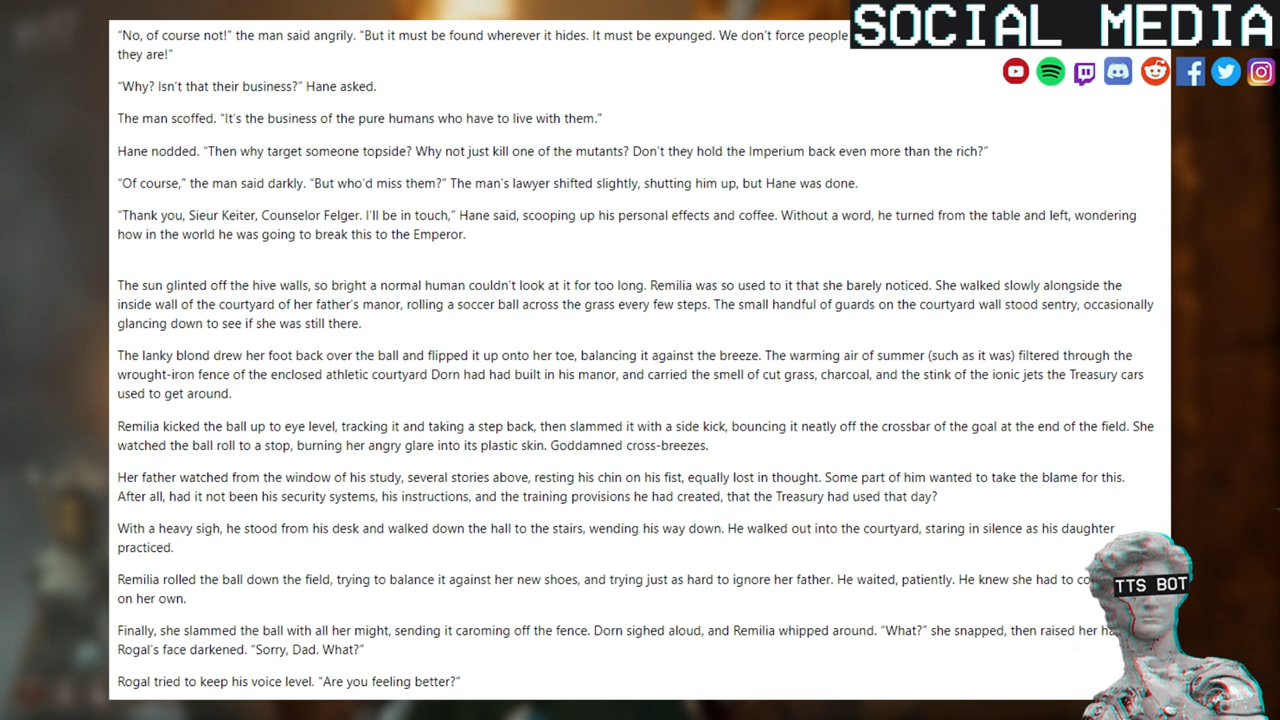 SOCIAL MEDIA
“No, of course not!” the man said angrily. “But it must be found wherever it hides. It must be expunged. We don’t force people
they are!”
“Why? Isn’t that their business?” Hane asked.
The man scoffed. “It’s the business of the pure humans who have to live with them.”
Hane nodded. “Then why target someone topside? Why not just kill one of the mutants? Don’t they hold the Imperium back even more than the rich?”
“Of course,” the man said darkly. “But who’d miss them?” The man’s lawyer shifted slightly, shutting him up, but Hane was done.
“Thank you, Sieur Keiter, Counselor Felger. I’ll be in touch,” Hane said, scooping up his personal effects and coffee. Without a word, he turned from the table and left, wondering
how in the world he was going to break this to the Emperor.
The sun glinted off the hive walls, so bright a normal human couldn’t look at it for too long. Remilia was so used to it that she barely noticed. She walked slowly alongside the
inside wall of the courtyard of her father’s manor, rolling a soccer ball across the grass every few steps. The small handful of guards on the courtyard wall stood sentry, occasionally
glancing down to see if she was still there.
The lanky blond drew her foot back over the ball and flipped it up onto her toe, balancing it against the breeze. The warming air of summer (such as it was) filtered through the
wrought-iron fence of the enclosed athletic courtyard Dorn had had built in his manor, and carried the smell of cut grass, charcoal, and the stink of the ionic jets the Treasury cars
used to get around.
Remilia kicked the ball up to eye level, tracking it and taking a step back, then slammed it with a side kick, bouncing it neatly off the crossbar of the goal at the end of the field. She
watched the ball roll to a stop, burning her angry glare into its plastic skin. Goddamned cross-breezes.
Her father watched from the window of his study, several stories above, resting his chin on his fist, equally lost in thought. Some part of him wanted to take the blame for this.
After all, had it not been his security systems, his instructions, and the training provisions he had created, that the Treasury had used that day?
With a heavy sigh, he stood from his desk and walked down the hall to the stairs, wending his way down. He walked out into the courtyard, staring in silence as his daughter
practiced.
Remilia rolled the ball down the field, trying to balance it against her new shoes, and trying just as hard to ignore her father. He waited, patiently. He knew she had to
on her own.
Finally, she slammed the ball with all her might, sending it caroming off the fence. Dorn sighed aloud, and Remilia whipped around. “What?” she snapped, then raised her
Rogal’s face darkened. “Sorry, Dad. What?”
Rogal tried to keep his voice level. “Are you feeling better?”
TTS BOT